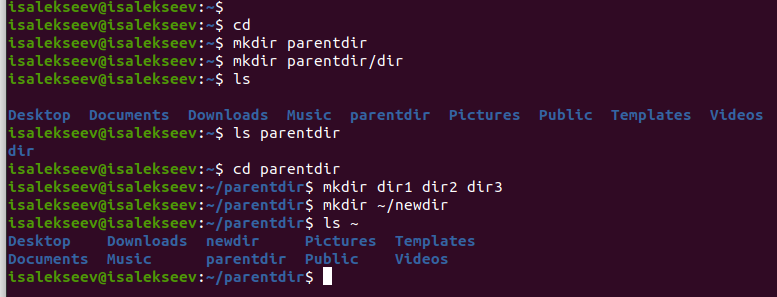 isalekseev@isalekseev:~$
isalekseev@isalekseev:~$ cd
isalekseev@isalekseev:~$ mkdir parentdir
isalekseev@isalekseev:~$ mkdir parentdir/dir
isalekseev@isalekseev:~$ ls
Desktop  Documents  Downloads  Music  parentdir  Pictures  Public  Templates  Videos
isalekseev@isalekseev:~$ ls parentdir
dir
isalekseev@isalekseev:~$ cd parentdir
isalekseev@isalekseev:~/parentdir$ mkdir dir1 dir2 dir3
isalekseev@isalekseev:~/parentdir$ mkdir ~/newdir
isalekseev@isalekseev:~/parentdir$ ls ~
Desktop    Downloads  newdir     Pictures  Templates
Documents  Music      parentdir  Public    Videos
isalekseev@isalekseev:~/parentdir$